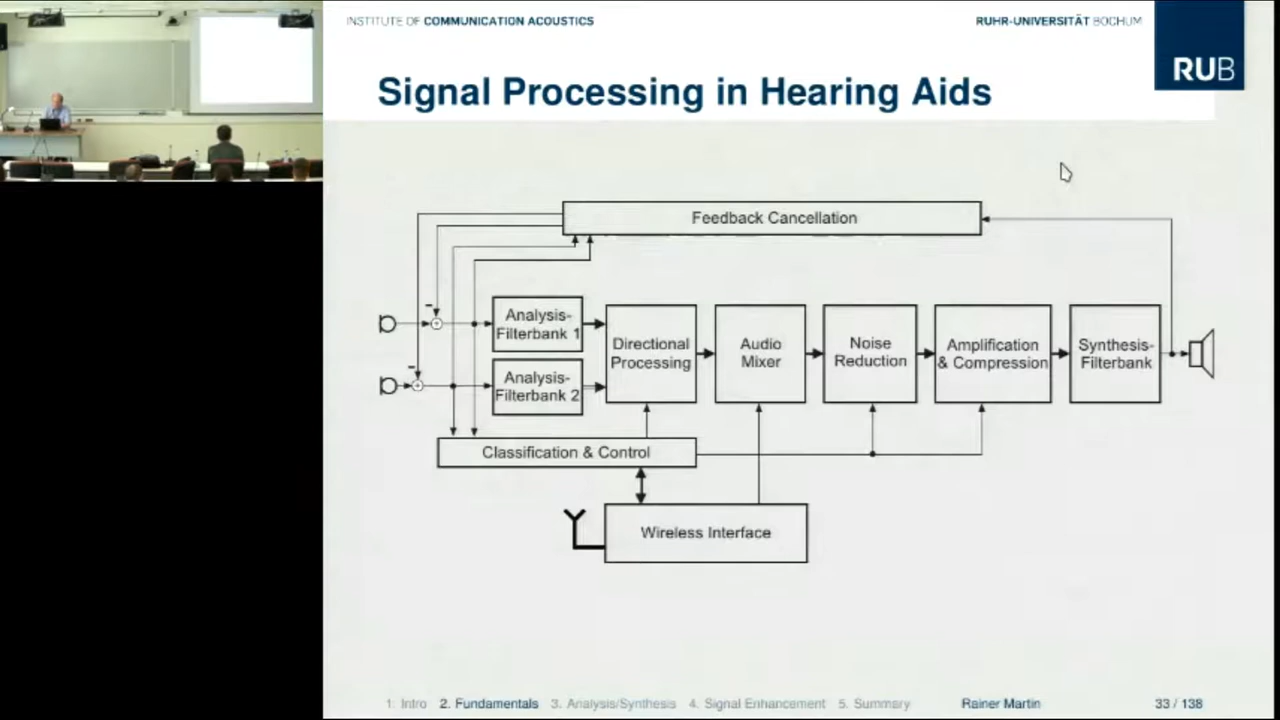 INSTITUTE OF COMMUNICATION ACOUSTICS
RUHR-UNIVERSITÄT BOCHUM
RUB
Signal Processing in Hearing Aids
Feedback Cancellation
-
Analysis-
Filterbank 1
-
Analysis-
Filterbank 2
Directional
Processing
Audio
Mixer
Noise
Reduction
Amplification
& Compression
Synthesis-
Filterbank
Classification & Control
Wireless Interface
1. Intro 2. Fundamentals 3. Analysis/Synthesis 4. Signal Enhancement 5. Summary
Rainer Martin
33 / 138